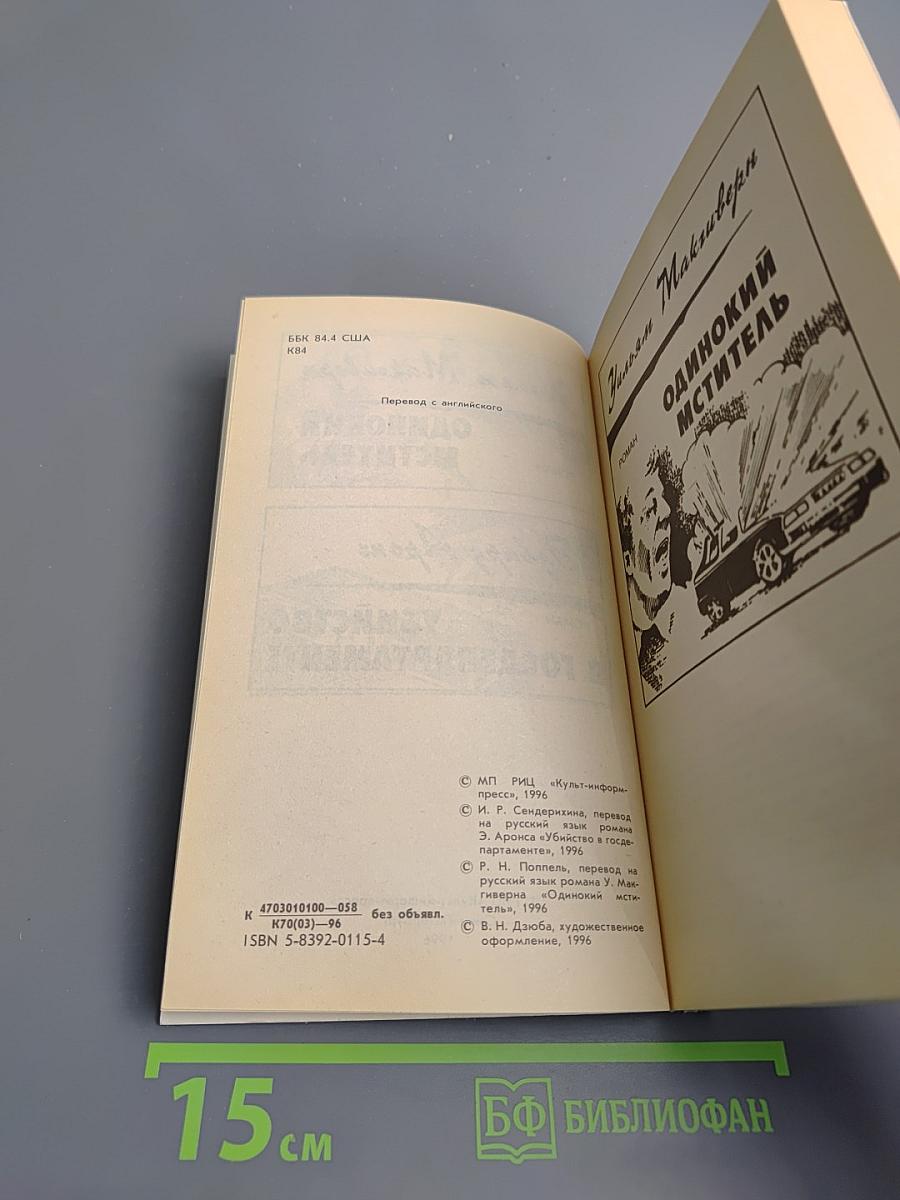 ББК 84.4 США
К84
Перевод с английского
© МП РИЦ «Культ-информ-
пресс», 1996
© И. Р. Сендерихина, перевод
на русский язык романа
Э. Аронса «Убийство в госде-
партаменте», 1996
© Р. Н. Поппель, перевод на
русский язык романа У. Мак-
гиверна «Одинокий мсти-
тель», 1996
© В. Н. Дзюба, художественное
оформление, 1996
К 4703010100—058 без объявл.
К70(03)—96
ISBN 5-8392-0115-4
Уильям Макгиверн
ОДИНОКИЙ
МСТИТЕЛЬ
РОМАН
15 см
БФ БИБЛИОФАН